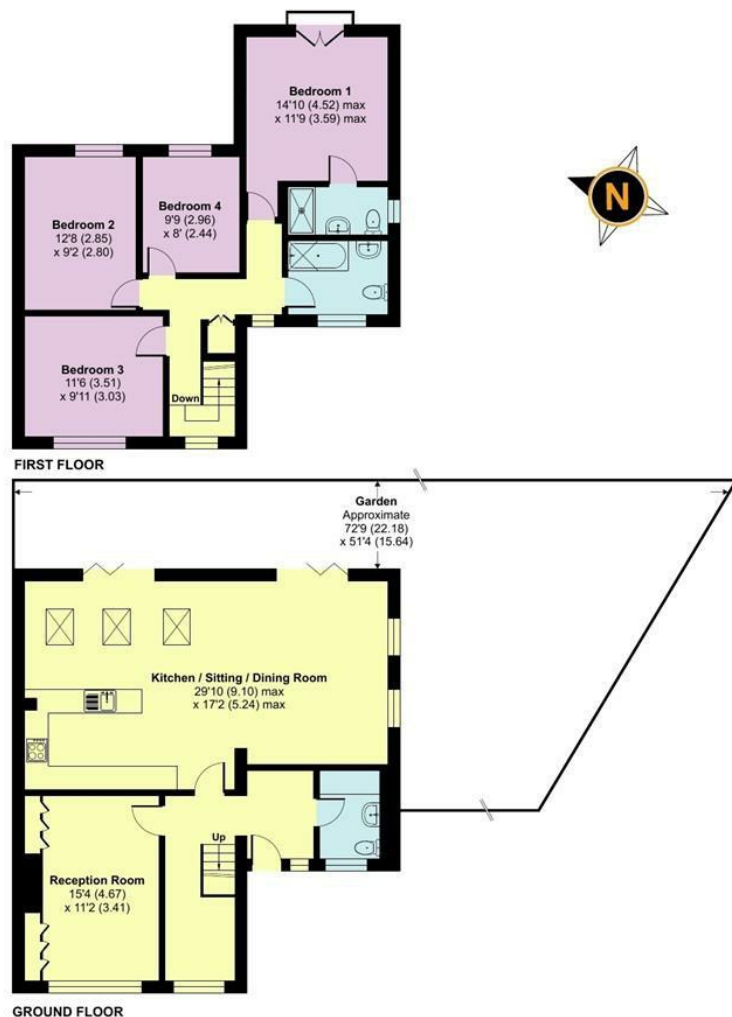 Bedroom 1
14'10 (4.52) max
x 11'9 (3.59) max
N
Bedroom 4
9'9 (2.96)
x 8' (2.44)
Bedroom 2
12'8 (2.85)
x 9'2 (2.80)
Bedroom 3
11'6 (3.51)
x 9'11 (3.03)
Down
FIRST FLOOR
Garden
Approximate
72'9 (22.18)
x 51'4 (15.64)
Kitchen / Sitting / Dining Room
29'10 (9.10) max
x 17'2 (5.24) max
Up
Reception Room
15'4 (4.67)
x 11'2 (3.41)
GROUND FLOOR